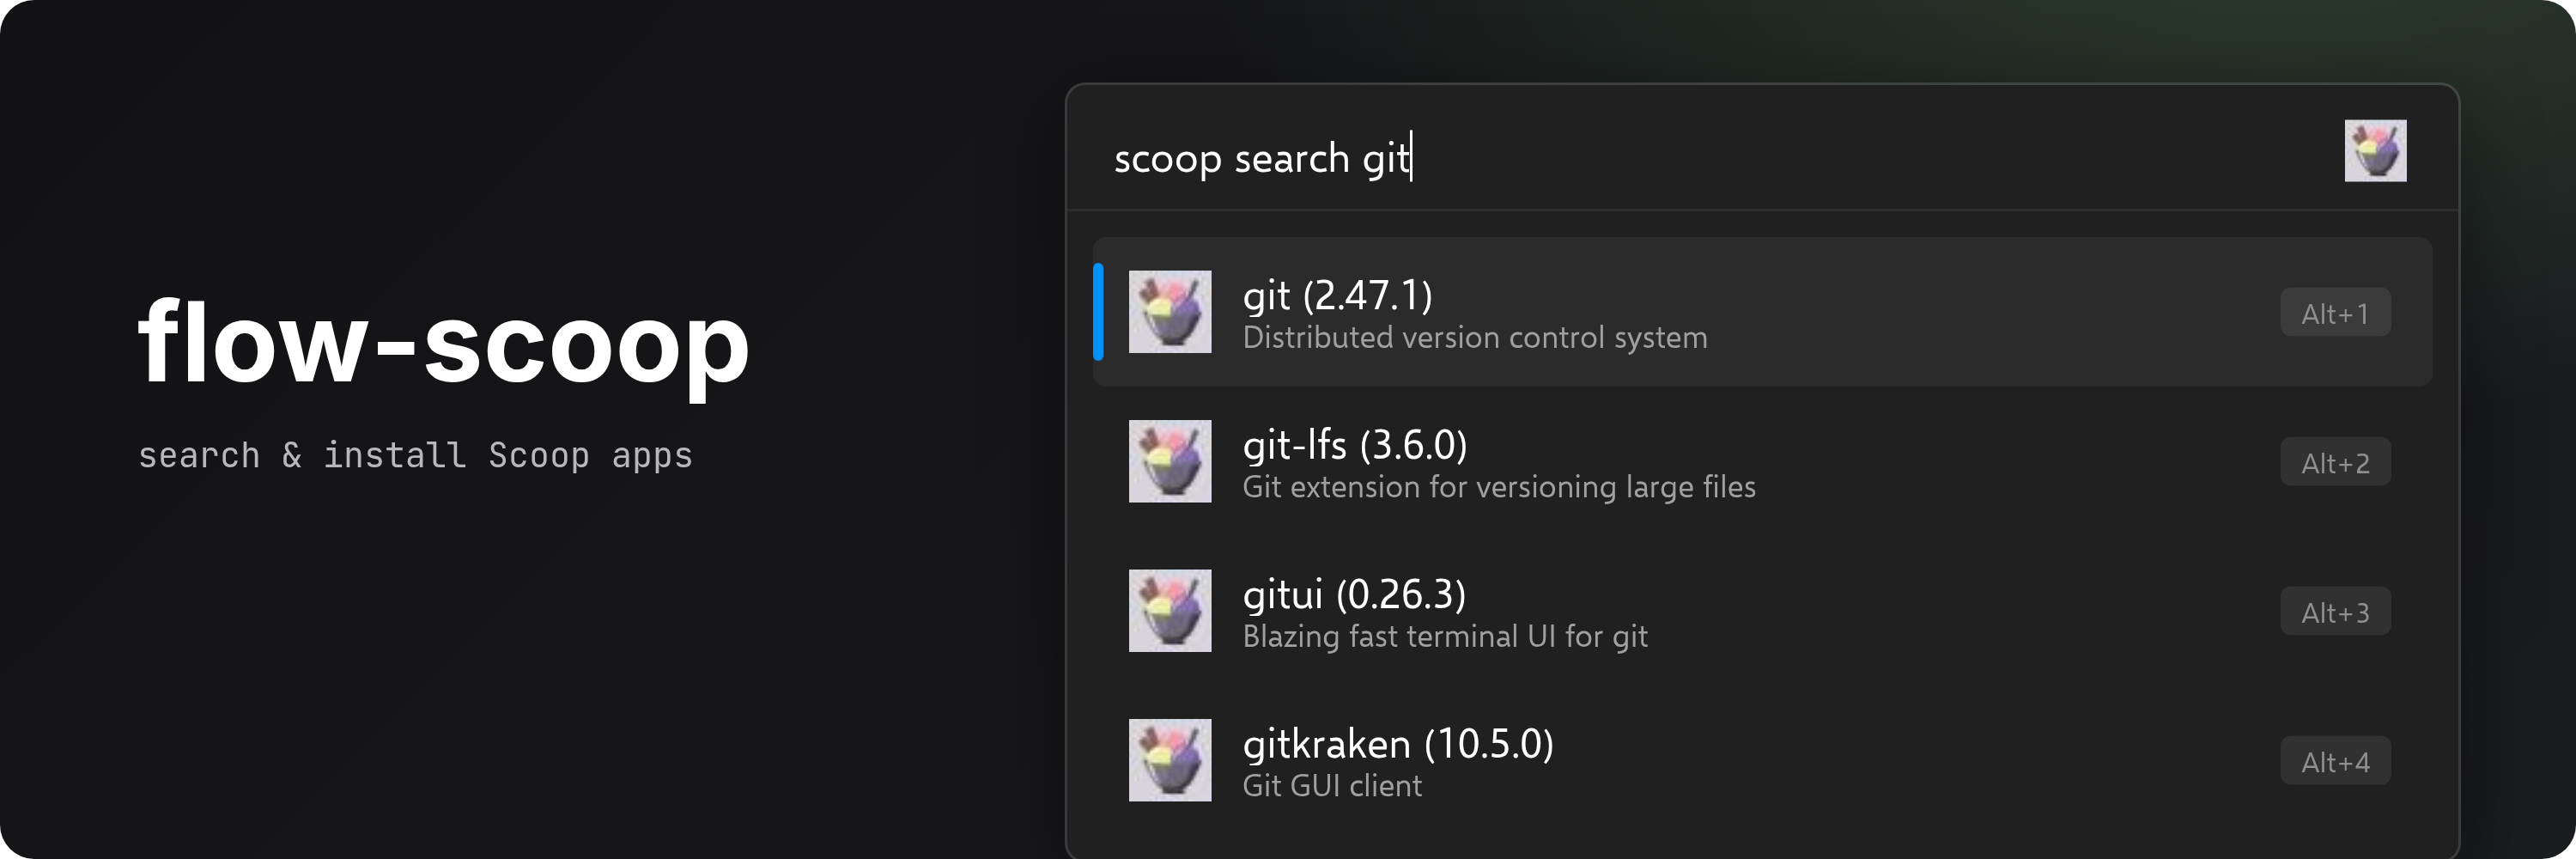 flow-scoop
search & install Scoop apps
scoop search git
git (2.47.1)
Distributed version control system
Alt+1
git-lfs (3.6.0)
Git extension for versioning large files
Alt+2
gitui (0.26.3)
Blazing fast terminal UI for git
Alt+3
gitkraken (10.5.0)
Git GUI client
Alt+4